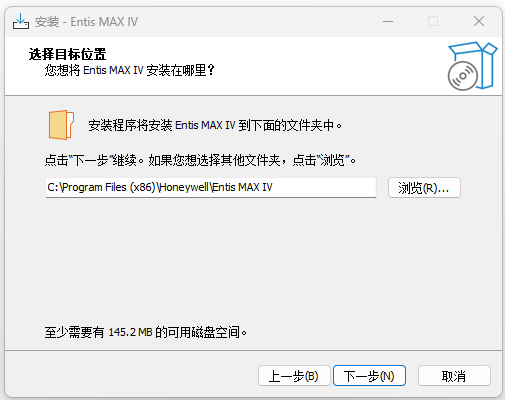 安装 - Entis MAX IV
选择目标位置
您想将 Entis MAX IV 安装在哪里？
安装程序将安装 Entis MAX IV 到下面的文件夹中。
点击“下一步”继续。如果您想选择其他文件夹，点击“浏览”。
C:\Program Files (x86)\Honeywell\Entis MAX IV
浏览(R)...
至少需要有 145.2 MB 的可用磁盘空间。
上一步(B)
下一步(N)
取消